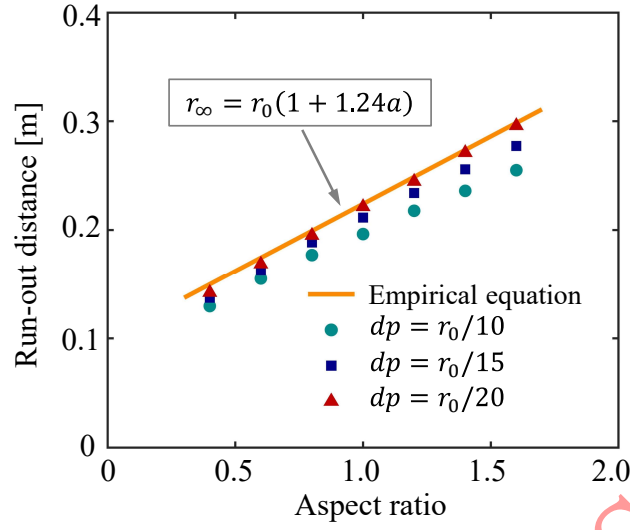 0.4
0.3
0.2
0.1
0
Run-out distance [m]
r∞ = r0(1 + 1.24a)
Empirical equation
dp = r0/10
dp = r0/15
dp = r0/20
0
0.5
1.0
1.5
2.0
Aspect ratio